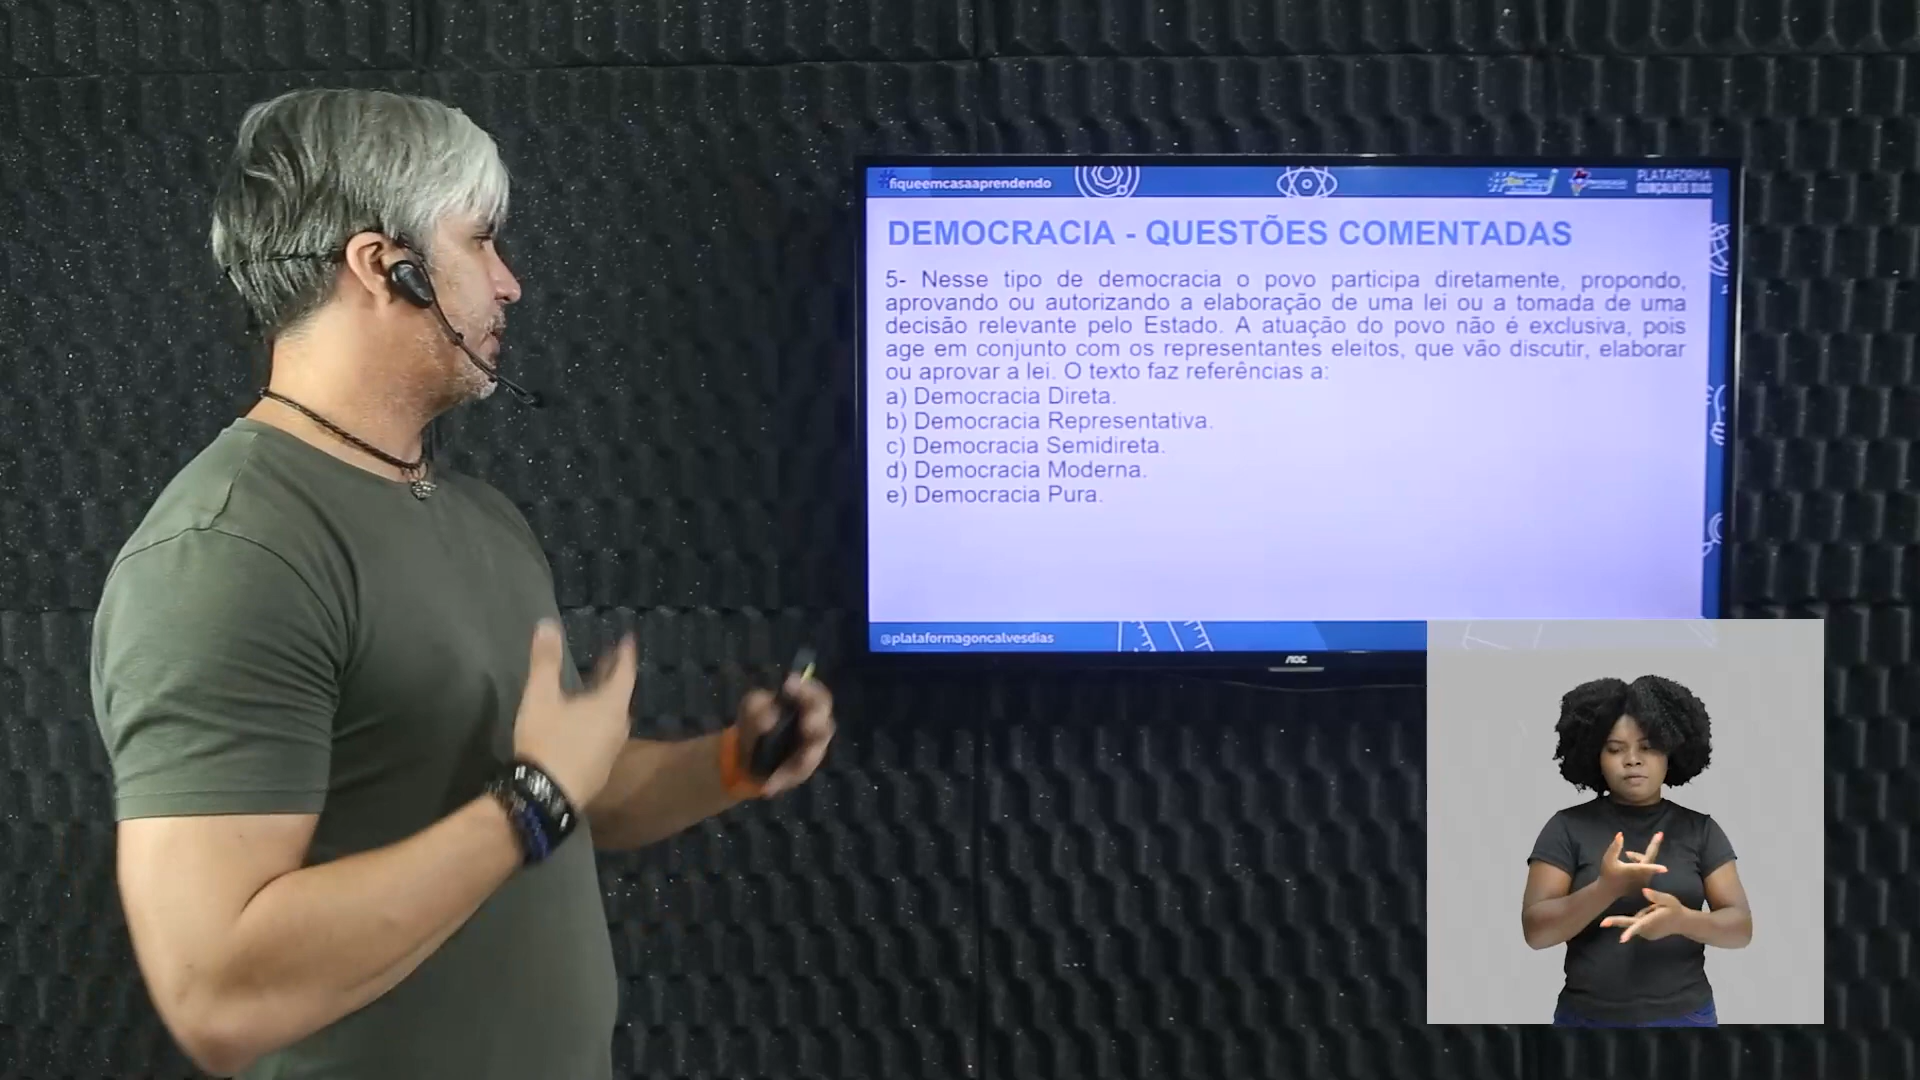 #fiqueemcasaaprendendo
PLATAFORMA
GONÇALVES DIAS
DEMOCRACIA - QUESTÕES COMENTADAS
5- Nesse tipo de democracia o povo participa diretamente, propondo,
aprovando ou autorizando a elaboração de uma lei ou a tomada de uma
decisão relevante pelo Estado. A atuação do povo não é exclusiva, pois
age em conjunto com os representantes eleitos, que vão discutir, elaborar
ou aprovar a lei. O texto faz referências a:
a) Democracia Direta.
b) Democracia Representativa.
c) Democracia Semidireta.
d) Democracia Moderna.
e) Democracia Pura.
@plataformagoncalvesdias
AOC